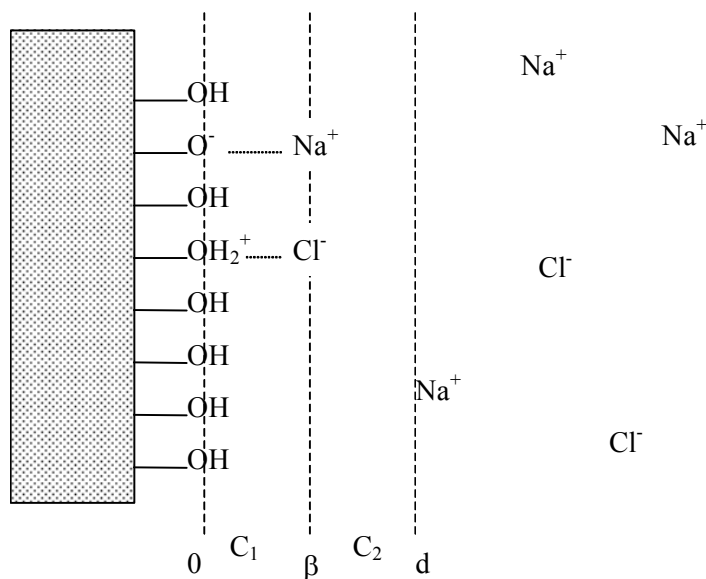 Na⁺
OH
Na⁺
O⁻ Na⁺
OH
OH₂⁺ Cl⁻
Cl⁻
OH
OH
Na⁺
OH
Cl⁻
OH
C₁ C₂
0 β d